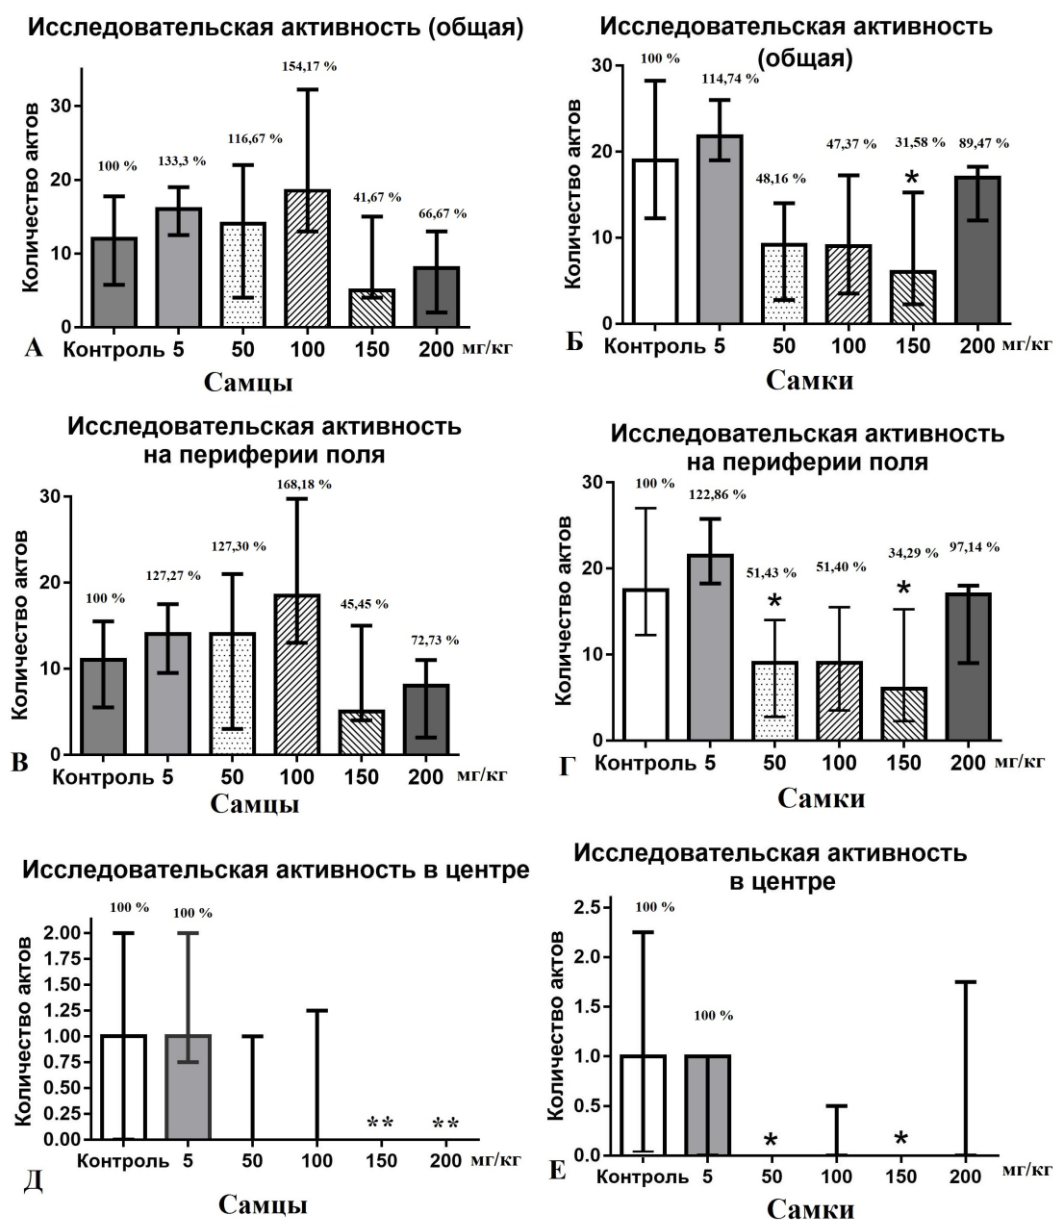 Исследовательская активность (общая)
154,17 %
116,67 %
133,3 %
100 %
41,67 %
66,67 %
Количество актов
30
20
10
0
А
Контроль 5 50 100 150 200 мг/кг
Самцы
Исследовательская активность
(общая)
100 %
114,74 %
48,16 %
47,37 %
31,58 %
*
89,47 %
Количество актов
30
20
10
0
Б
Контроль 5 50 100 150 200 мг/кг
Самки
Исследовательская активность
на периферии поля
168,18 %
127,30 %
127,27 %
100 %
45,45 %
72,73 %
Количество актов
30
20
10
0
В
Контроль 5 50 100 150 200 мг/кг
Самцы
Исследовательская активность
на периферии поля
100 %
122,86 %
51,43 %
*
51,40 %
34,29 %
*
97,14 %
Количество актов
30
20
10
0
Г
Контроль 5 50 100 150 200 мг/кг
Самки
Исследовательская активность в центре
100 %
100 %
Количество актов
2.00
1.75
1.50
1.25
1.00
0.75
0.50
0.25
0.00
** **
Д
Контроль 5 50 100 150 200 мг/кг
Самцы
Исследовательская активность
в центре
100 %
100 %
Количество актов
2.5
2.0
1.5
1.0
0.5
0.0
* *
Е
Контроль 5 50 100 150 200 мг/кг
Самки